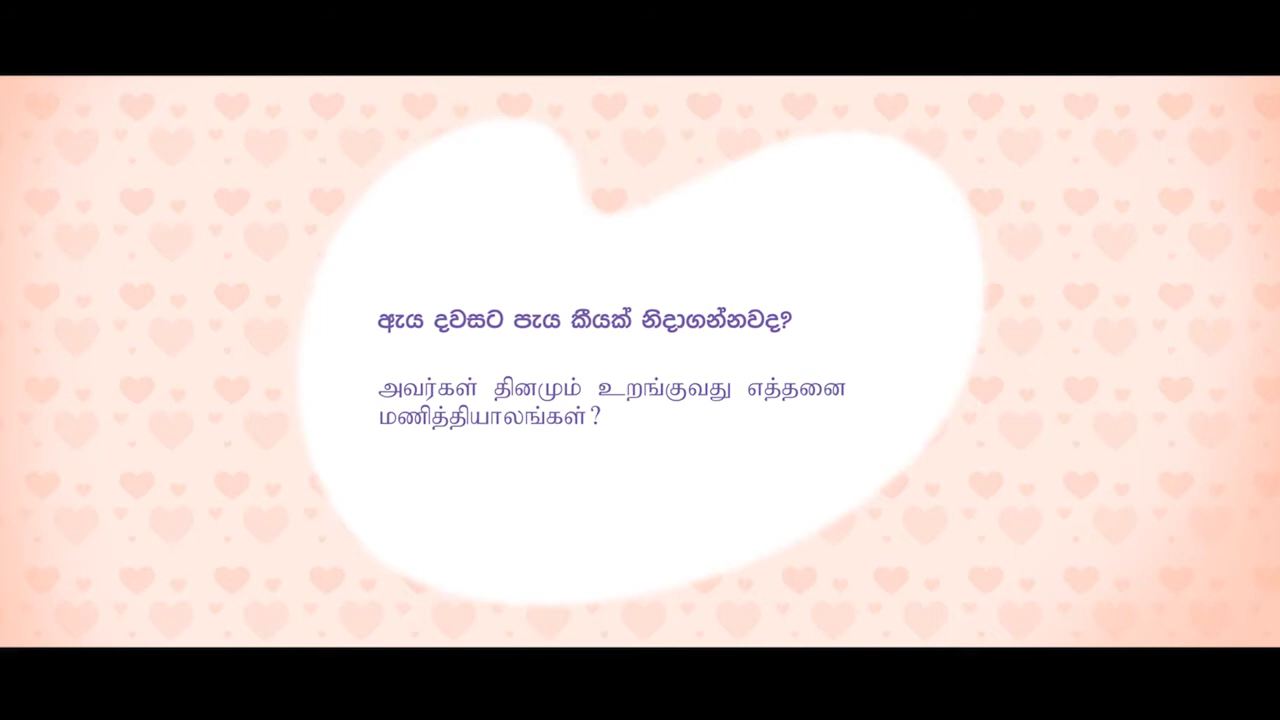 ඇය දවසට පැය කීයක් නිදාගන්නවද?
அவர்கள் தினமும் உறங்குவது எத்தனை
மணித்தியாலங்கள்?